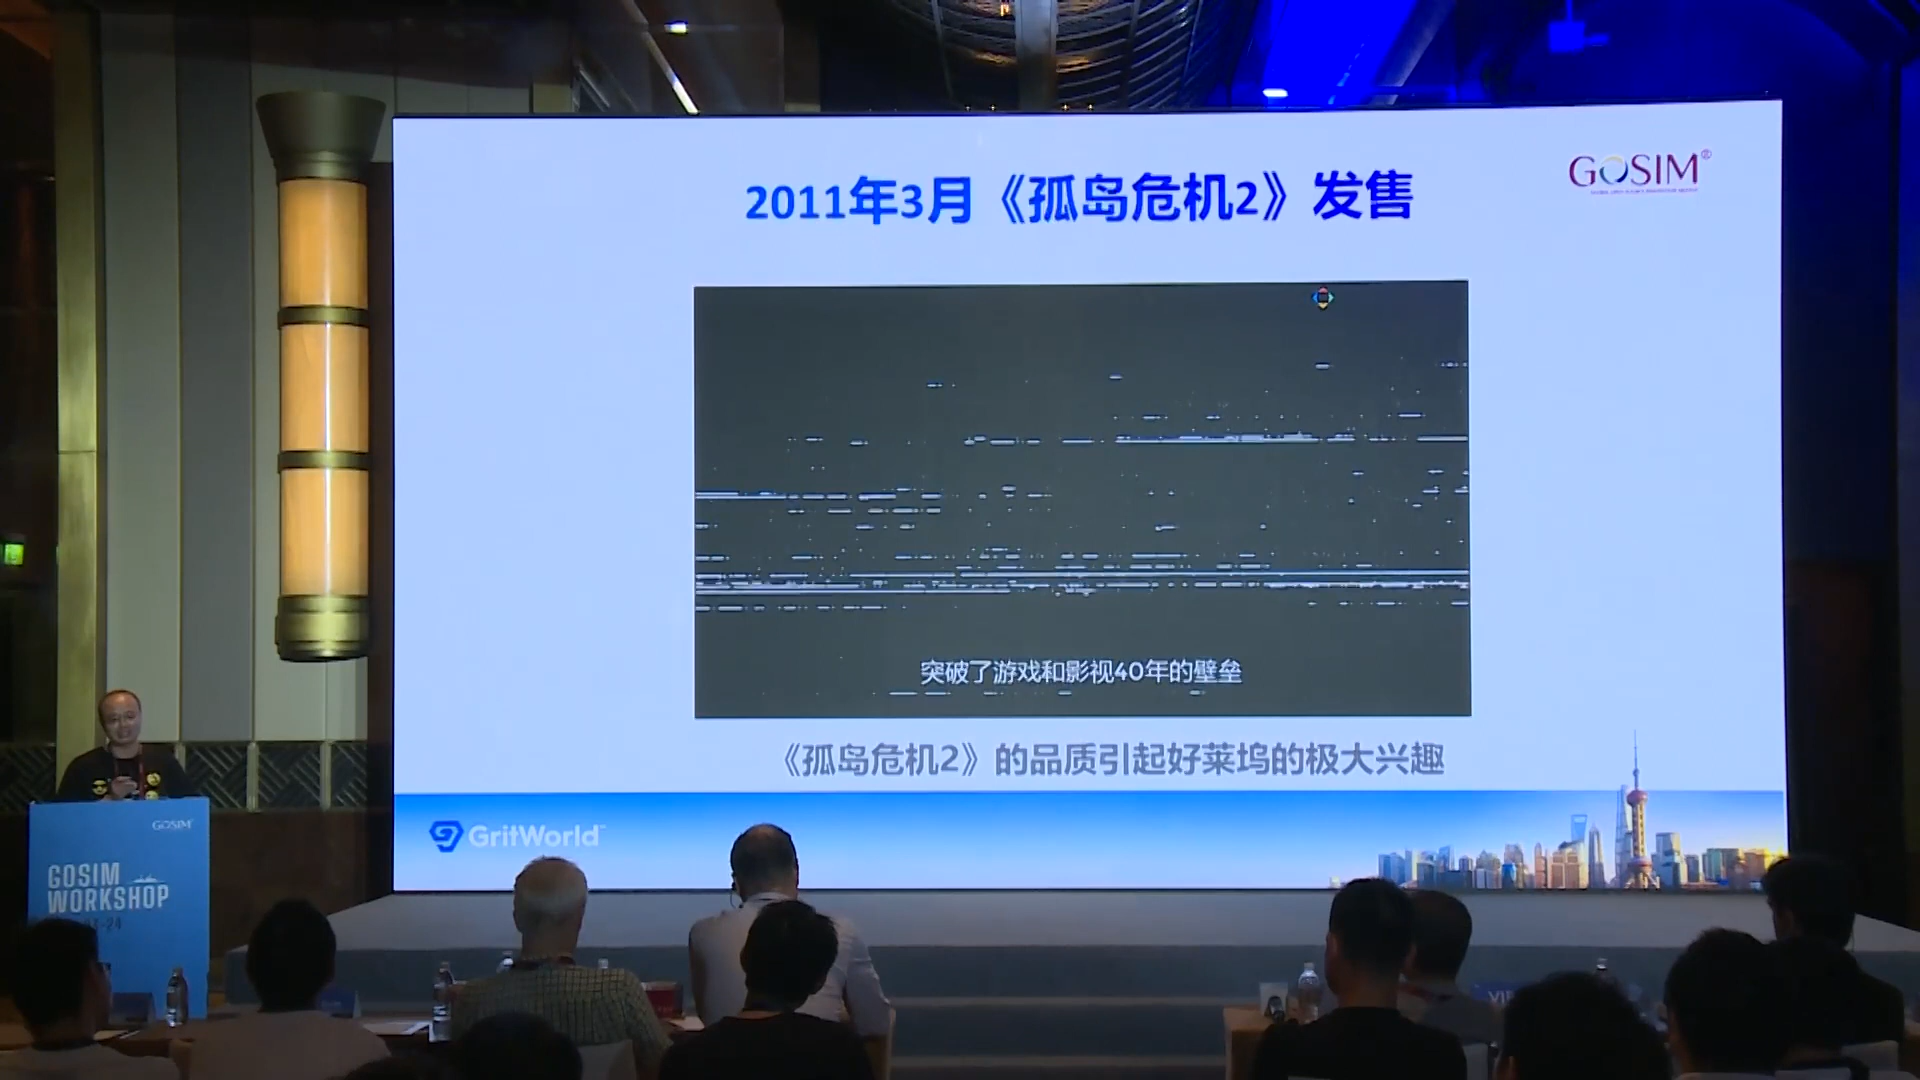 2011年3月《孤岛危机2》发售
GOSIM
突破了游戏和影视40年的壁垒
《孤岛危机2》的品质引起好莱坞的极大兴趣
GritWorld
GOSIM
GOSIM
WORKSHOP
VIP